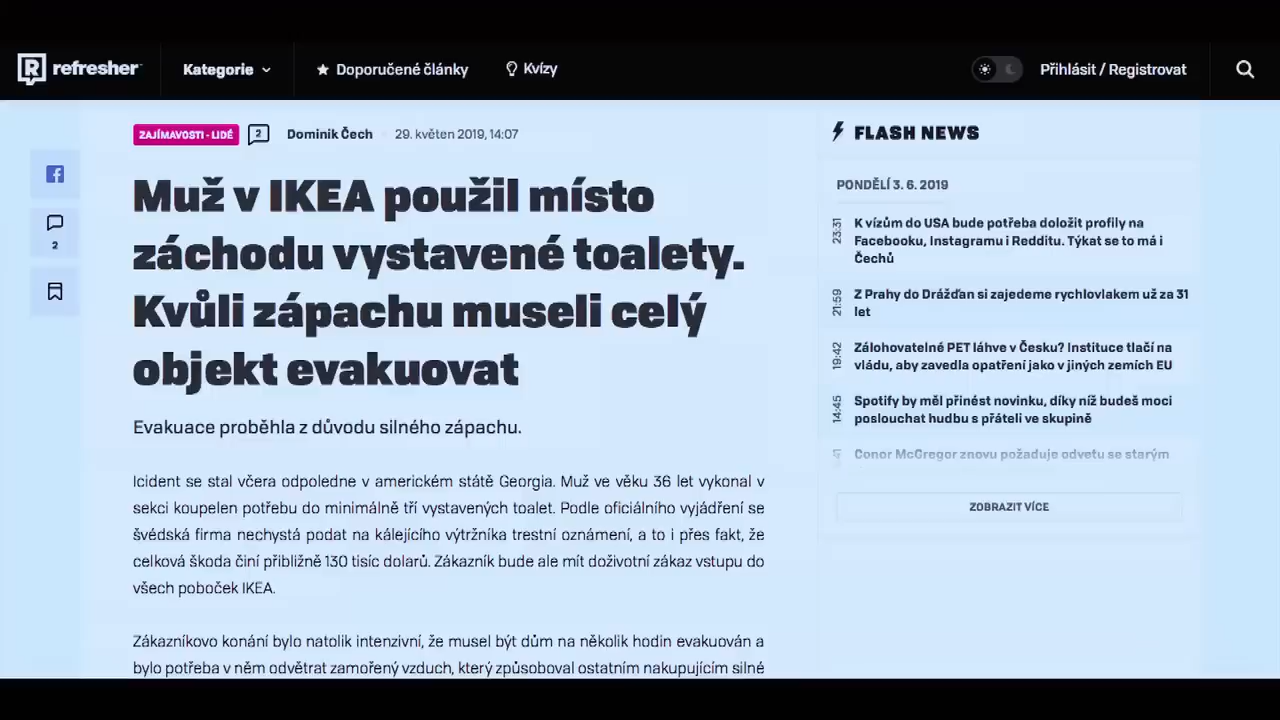 refresher
Kategorie
Doporučené články
Kvízy
Přihlásit / Registrovat
ZAJÍMAVOSTI - LIDÉ
2
Dominik Čech
29. květen 2019, 14:07
Muž v IKEA použil místo
záchodu vystavené toalety.
Kvůli zápachu museli celý
objekt evakuovat
Evakuace proběhla z důvodu silného zápachu.
Icident se stal včera odpoledne v americkém státě Georgia. Muž ve věku 36 let vykonal v
sekci koupelen potřebu do minimálně tří vystavených toalet. Podle oficiálního vyjádření se
švédská firma nechystá podat na kálejícího výtržníka trestní oznámení, a to i přes fakt, že
celková škoda činí přibližně 130 tisíc dolarů. Zákazník bude ale mít doživotní zákaz vstupu do
všech poboček IKEA.
Zákazníkovo konání bylo natolik intenzivní, že musel být dům na několik hodin evakuován a
bylo potřeba v něm odvětrat zamořený vzduch, který způsoboval ostatním nakupujícím silné
2
FLASH NEWS
PONDĚLÍ 3. 6. 2019
23:31
K vízům do USA bude potřeba doložit profily na
Facebooku, Instagramu i Redditu. Týkat se to má i
Čechů
21:59
Z Prahy do Drážďan si zajedeme rychlovlakem už za 31
let
19:42
Zálohovatelné PET láhve v Česku? Instituce tlačí na
vládu, aby zavedla opatření jako v jiných zemích EU
14:45
Spotify by měl přinést novinku, díky níž budeš moci
poslouchat hudbu s přáteli ve skupině
Conor McGregor znovu požaduje odvetu se starým
ZOBRAZIT VÍCE